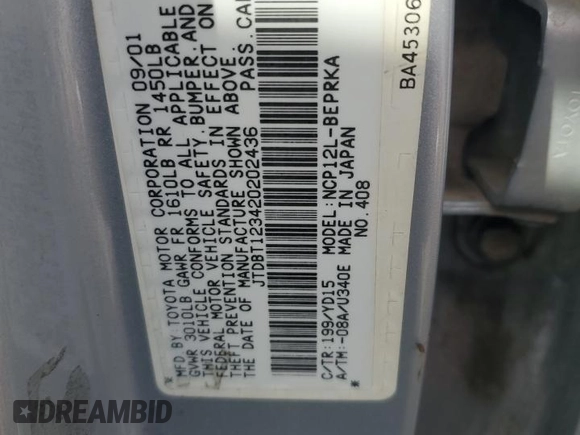 MFD.BY:TOYOTA MOTOR CORPORATION 09/01
GVWR 3010LB GAWR FR 1610LB RR 1450LB
THIS VEHICLE CONFORMS TO ALL APPLICABLE
FEDERAL MOTOR VEHICLE SAFETY,BUMPER,AND
THEFT PREVENTION STANDARDS IN EFFECT ON
THE DATE OF MANUFACTURE SHOWN ABOVE.
JTDBT123420202436 PASS.CAR
C/TR:199/YD15 MODEL:NCP12L-BEPRKA
A/TM:-08A/U340E MADE IN JAPAN
NO.408
BA45306
TOYOTA
DREAMBID